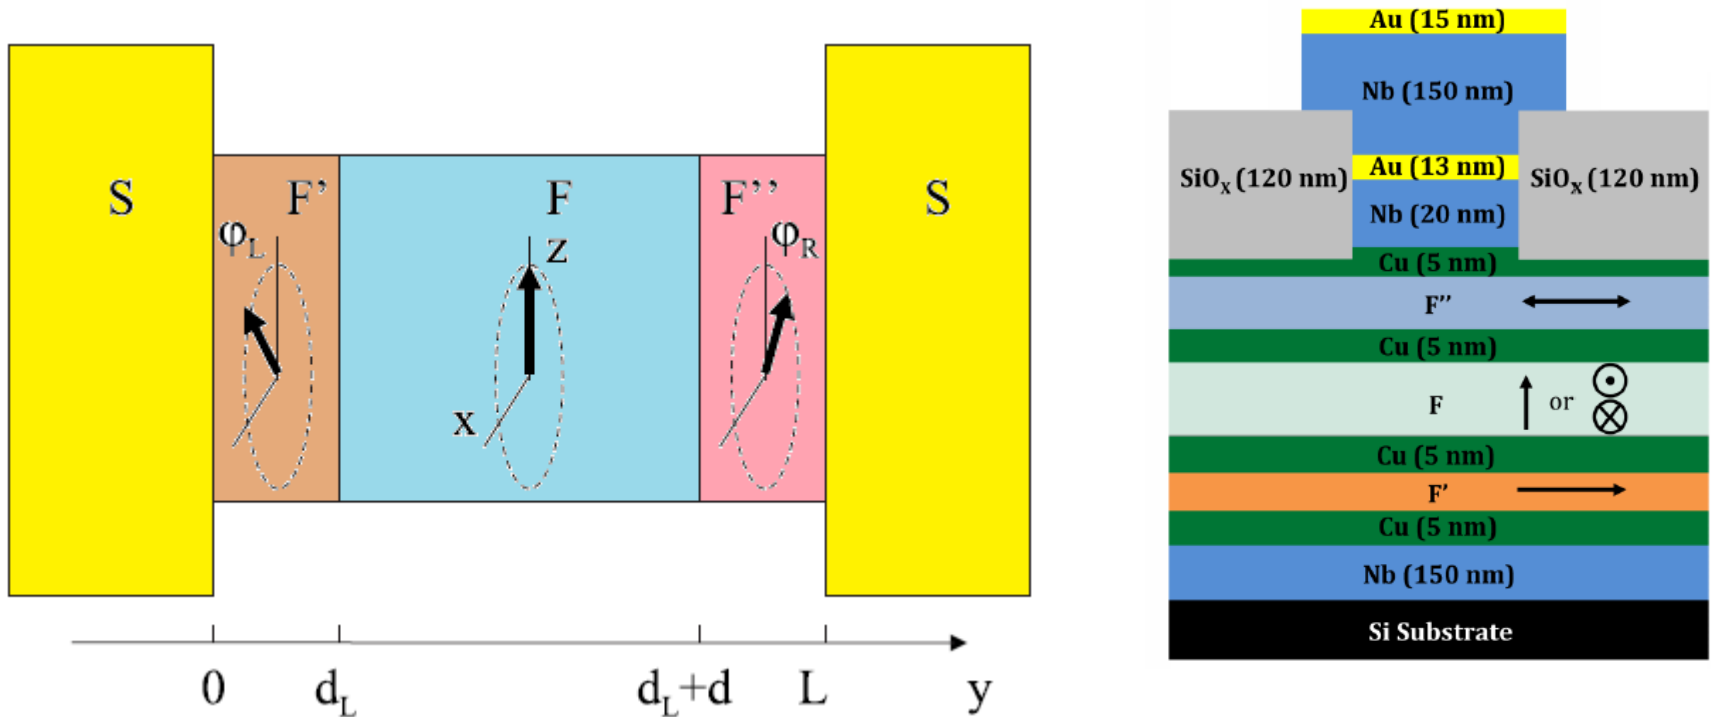 S
F’
F
F’’
S
φL
z
φR
x
0
dL
dL+d
L
y
Au (15 nm)
Nb (150 nm)
SiOx (120 nm)
Au (13 nm)
SiOx (120 nm)
Nb (20 nm)
Cu (5 nm)
F’’
Cu (5 nm)
F
or
Cu (5 nm)
F’
Cu (5 nm)
Nb (150 nm)
Si Substrate